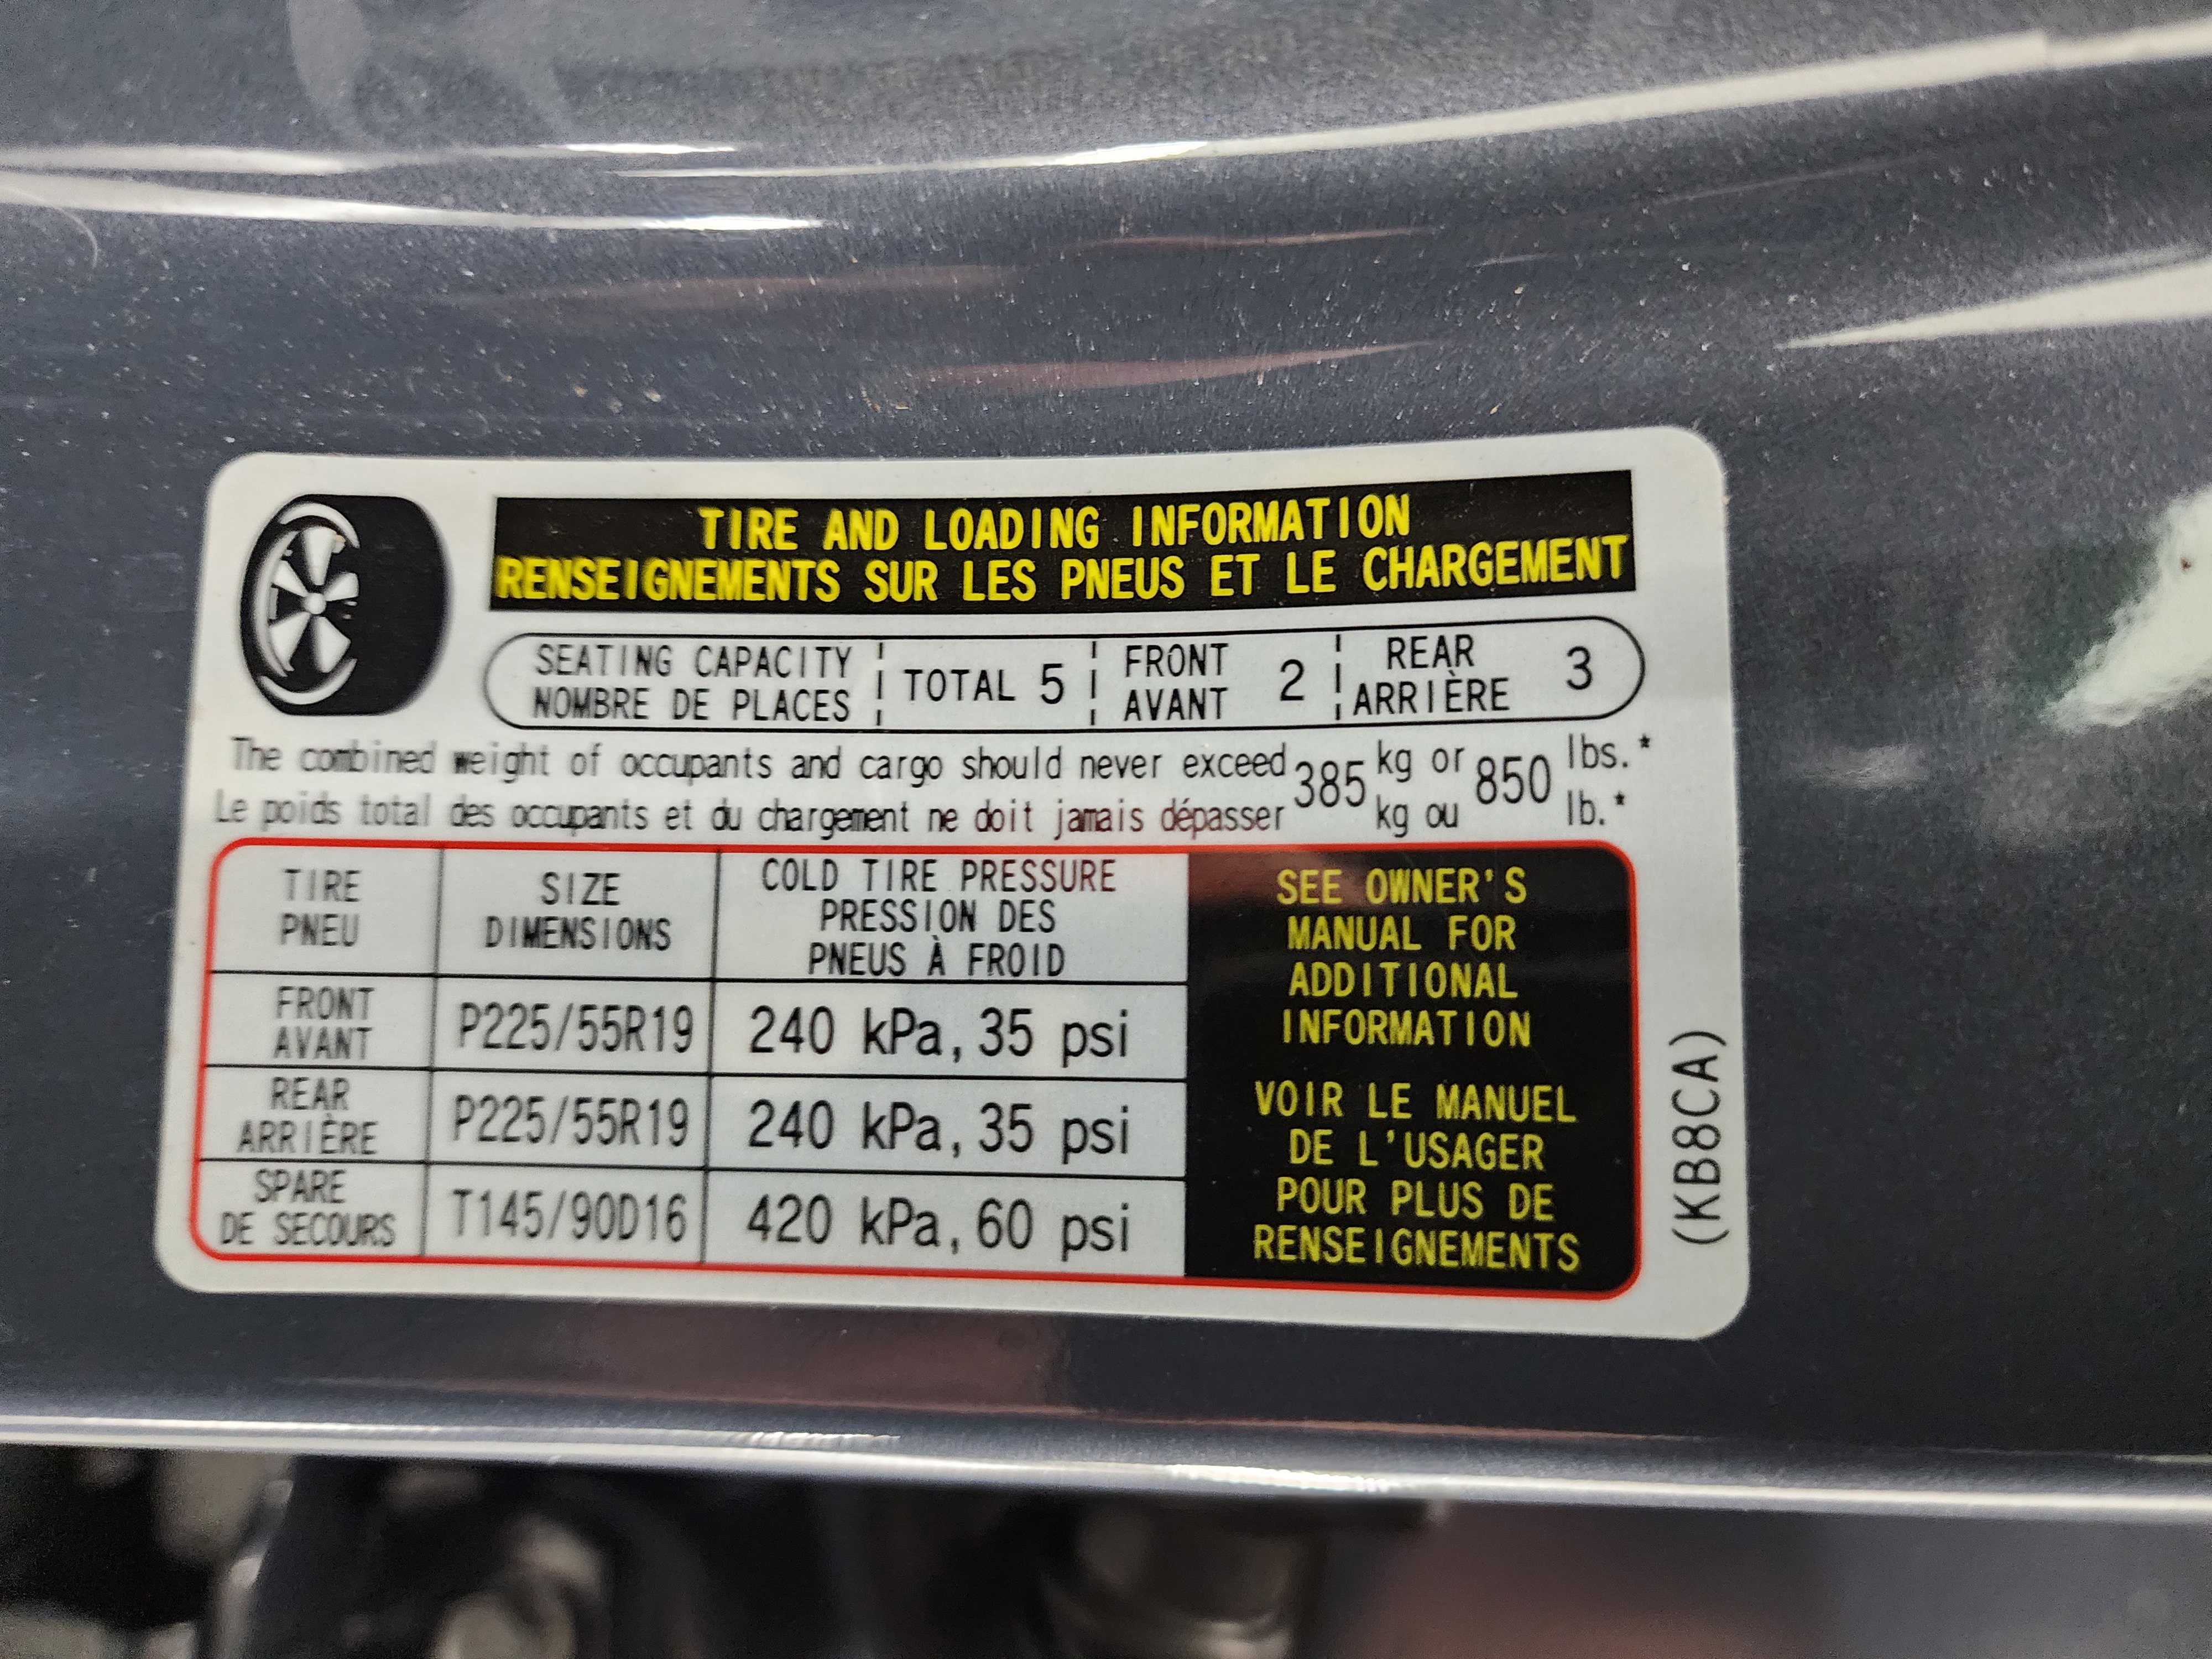 TIRE AND LOADING INFORMATION
RENSEIGNEMENTS SUR LES PNEUS ET LE CHARGEMENT
SEATING CAPACITY
NOMBRE DE PLACES
TOTAL 5
FRONT
AVANT
2
REAR
ARRIÈRE
3
The combined weight of occupants and cargo should never exceed 385 kg or 850 lbs.*
Le poids total des occupants et du chargement ne doit jamais dépasser kg ou lb.*
TIRE
PNEU
SIZE
DIMENSIONS
COLD TIRE PRESSURE
PRESSION DES
PNEUS À FROID
FRONT
AVANT
P225/55R19
240 kPa, 35 psi
REAR
ARRIÈRE
P225/55R19
240 kPa, 35 psi
SPARE
DE SECOURS
T145/90D16
420 kPa, 60 psi
SEE OWNER'S
MANUAL FOR
ADDITIONAL
INFORMATION
VOIR LE MANUEL
DE L'USAGER
POUR PLUS DE
RENSEIGNEMENTS
(KB8CA)